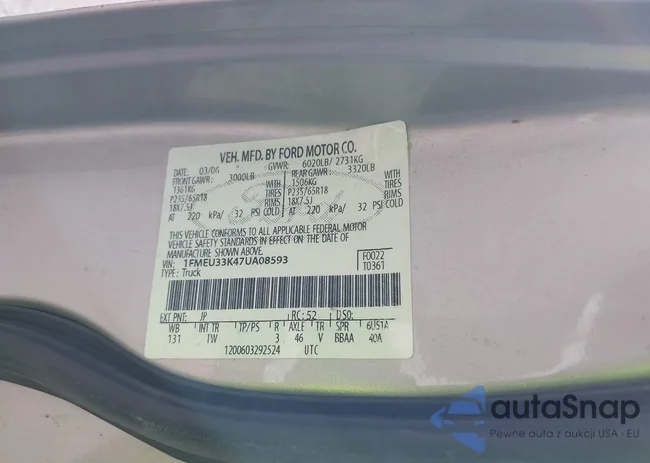 VEH. MFD. BY FORD MOTOR CO.
DATE: 03/06 GVWR: 6020LB/ 2731KG
FRONT GAWR: 3000LB REAR GAWR: 3320LB
1361KG WITH 1506KG WITH
P235/65R18 TIRES P235/65R18 TIRES
18X7.5J RIMS 18X7.5J RIMS
AT 220 kPa/ 32 PSI COLD AT 220 kPa/ 32 PSI COLD
THIS VEHICLE CONFORMS TO ALL APPLICABLE FEDERAL MOTOR
VEHICLE SAFETY STANDARDS IN EFFECT ON THE DATE OF
MANUFACTURE SHOWN ABOVE.
VIN: 1FMEU33K47UA08593 F0022
TYPE: Truck T0361
EXT PNT: JP RC: 52 DSO:
WB INT TR TP/PS R AXLE TR SPR 6U51A
131 TW 3 46 V BBAA 40A
1200603292524 UTC
autaSnap
Pewne auta z aukcji USA i EU